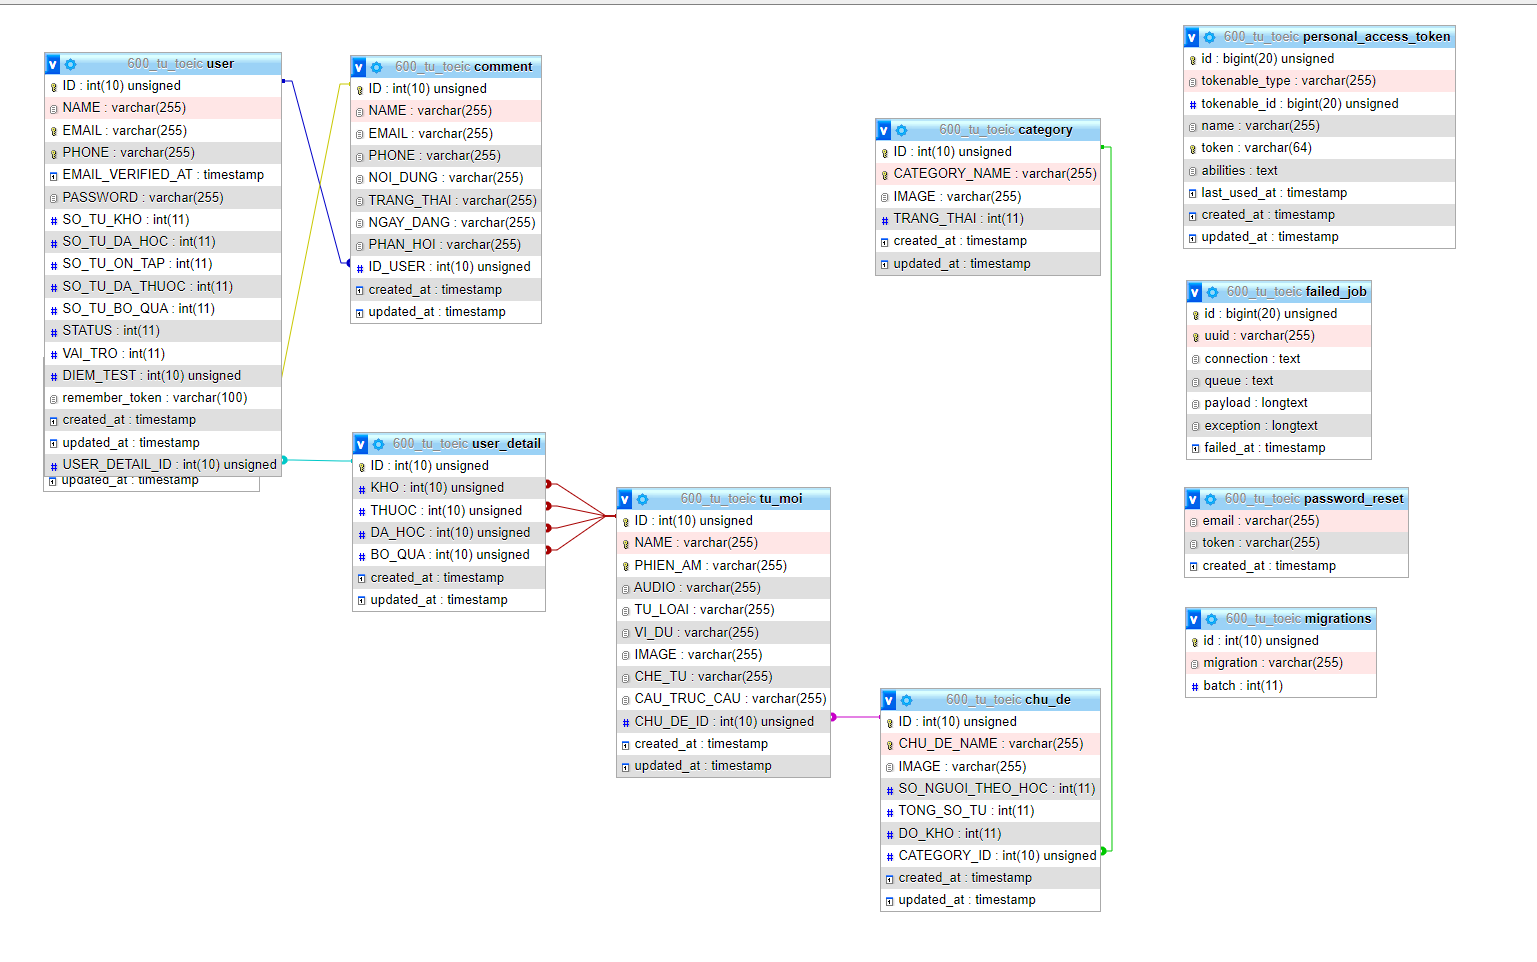 600_tu_toeic user
ID : int(10) unsigned
NAME : varchar(255)
EMAIL : varchar(255)
PHONE : varchar(255)
EMAIL_VERIFIED_AT : timestamp
PASSWORD : varchar(255)
SO_TU_KHO : int(11)
SO_TU_DA_HOC : int(11)
SO_TU_ON_TAP : int(11)
SO_TU_DA_THUOC : int(11)
SO_TU_BO_QUA : int(11)
STATUS : int(11)
VAI_TRO : int(11)
DIEM_TEST : int(10) unsigned
remember_token : varchar(100)
created_at : timestamp
updated_at : timestamp
USER_DETAIL_ID : int(10) unsigned
updated_at : timestamp
600_tu_toeic comment
ID : int(10) unsigned
NAME : varchar(255)
EMAIL : varchar(255)
PHONE : varchar(255)
NOI_DUNG : varchar(255)
TRANG_THAI : varchar(255)
NGAY_DANG : varchar(255)
PHAN_HOI : varchar(255)
ID_USER : int(10) unsigned
created_at : timestamp
updated_at : timestamp
600_tu_toeic user_detail
ID : int(10) unsigned
KHO : int(10) unsigned
THUOC : int(10) unsigned
DA_HOC : int(10) unsigned
BO_QUA : int(10) unsigned
created_at : timestamp
updated_at : timestamp
600_tu_toeic tu_moi
ID : int(10) unsigned
NAME : varchar(255)
PHIEN_AM : varchar(255)
AUDIO : varchar(255)
TU_LOAI : varchar(255)
VI_DU : varchar(255)
IMAGE : varchar(255)
CHE_TU : varchar(255)
CAU_TRUC_CAU : varchar(255)
CHU_DE_ID : int(10) unsigned
created_at : timestamp
updated_at : timestamp
600_tu_toeic category
ID : int(10) unsigned
CATEGORY_NAME : varchar(255)
IMAGE : varchar(255)
TRANG_THAI : int(11)
created_at : timestamp
updated_at : timestamp
600_tu_toeic chu_de
ID : int(10) unsigned
CHU_DE_NAME : varchar(255)
IMAGE : varchar(255)
SO_NGUOI_THEO_HOC : int(11)
TONG_SO_TU : int(11)
DO_KHO : int(11)
CATEGORY_ID : int(10) unsigned
created_at : timestamp
updated_at : timestamp
600_tu_toeic personal_access_token
id : bigint(20) unsigned
tokenable_type : varchar(255)
tokenable_id : bigint(20) unsigned
name : varchar(255)
token : varchar(64)
abilities : text
last_used_at : timestamp
created_at : timestamp
updated_at : timestamp
600_tu_toeic failed_job
id : bigint(20) unsigned
uuid : varchar(255)
connection : text
queue : text
payload : longtext
exception : longtext
failed_at : timestamp
600_tu_toeic password_reset
email : varchar(255)
token : varchar(255)
created_at : timestamp
600_tu_toeic migrations
id : int(10) unsigned
migration : varchar(255)
batch : int(11)